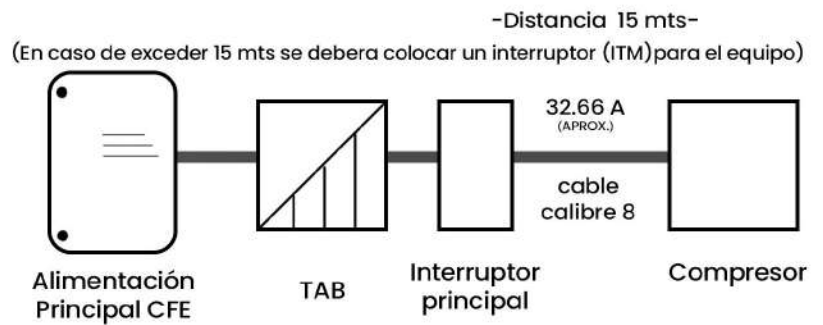 -Distancia 15 mts-
(En caso de exceder 15 mts se debera colocar un interruptor (ITM)para el equipo)
32.66 A
(APROX.)
cable
calibre 8
Alimentación
Principal CFE
TAB
Interruptor
principal
Compresor